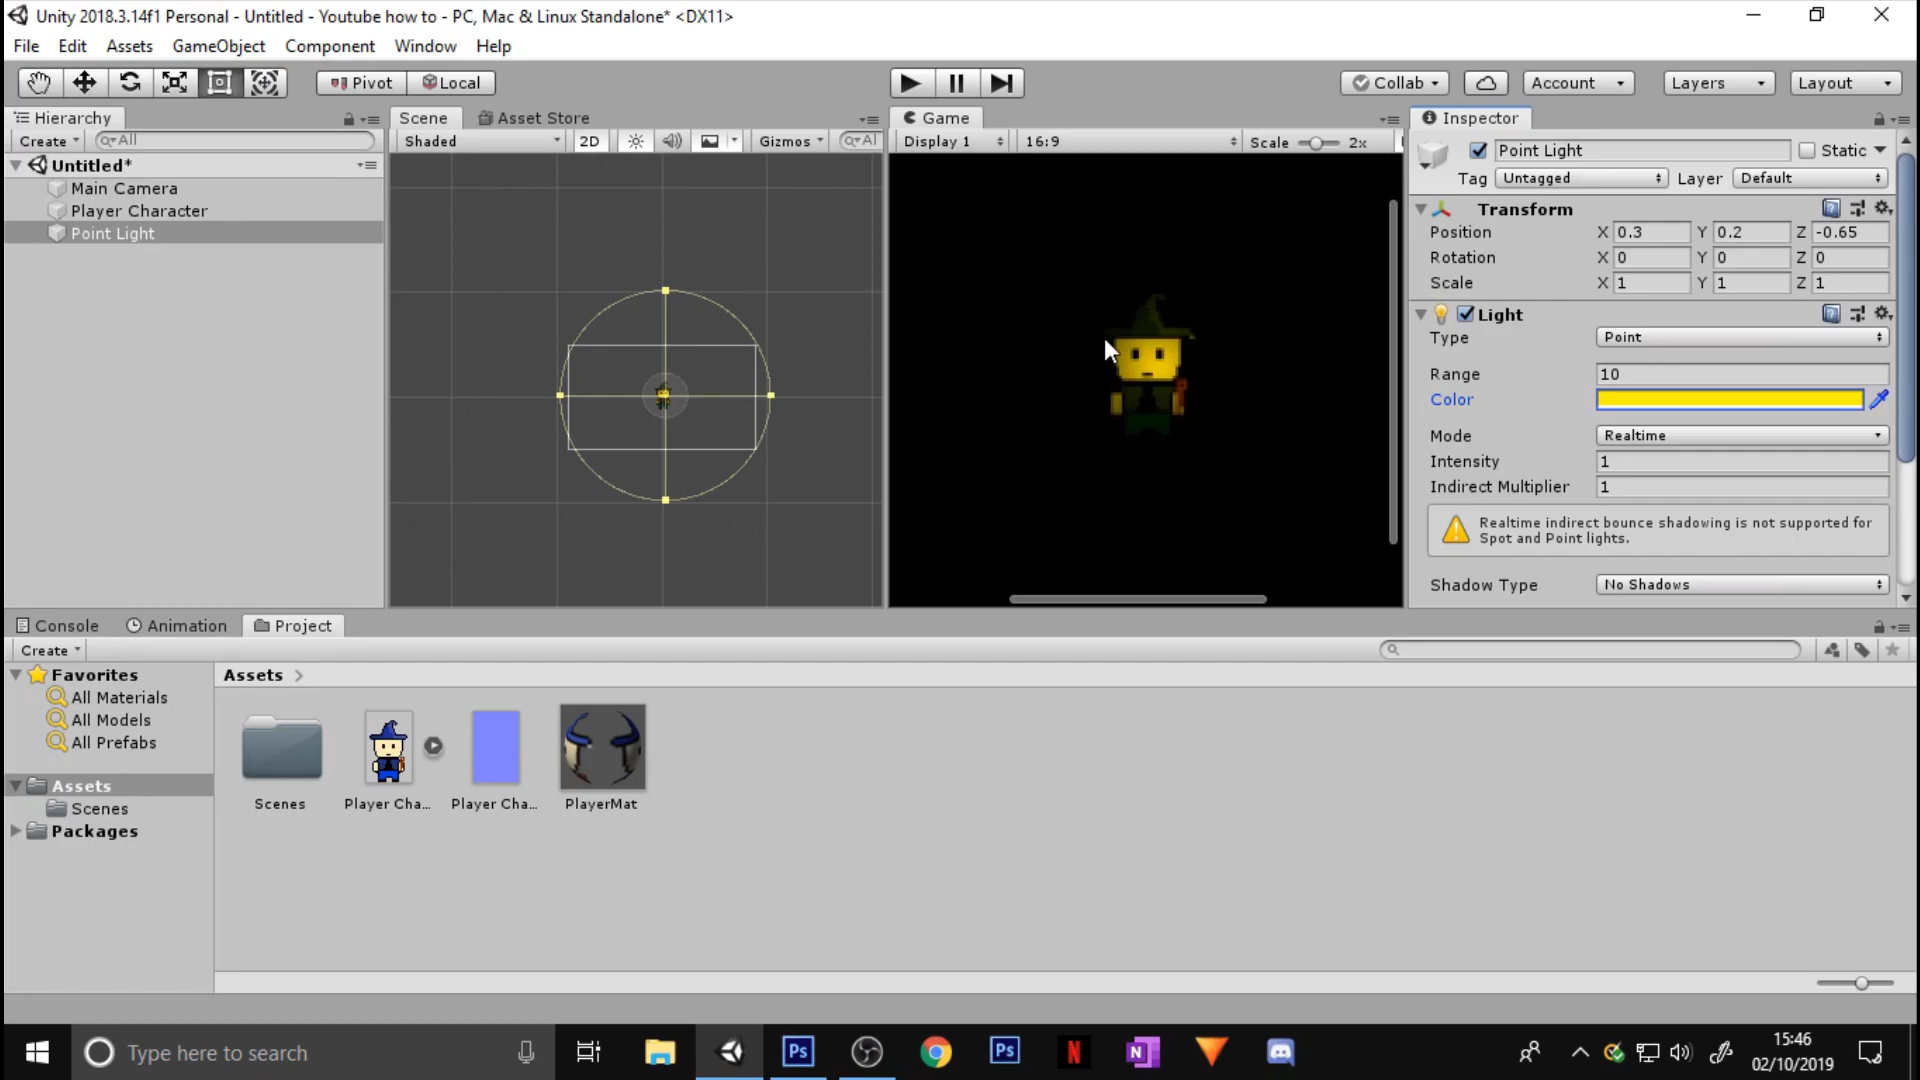 Unity 2018.3.14f1 Personal - Untitled - Youtube how to - PC, Mac & Linux Standalone* <DX11>
File Edit Assets GameObject Component Window Help
Pivot Local Collab Account Layers Layout
Hierarchy
Create All
Untitled*
Main Camera
Player Character
Point Light
Scene Asset Store
Shaded 2D Gizmos Al
Game
Display 1 16:9 Scale 2x
Inspector
Point Light Static
Tag Untagged Layer Default
Transform
Position X 0.3 Y 0.2 Z -0.65
Rotation X 0 Y 0 Z 0
Scale X 1 Y 1 Z 1
Light
Type Point
Range 10
Color
Mode Realtime
Intensity 1
Indirect Multiplier 1
Realtime indirect bounce shadowing is not supported for
Spot and Point lights.
Shadow Type No Shadows
Console Animation Project
Create
Favorites
All Materials
All Models
All Prefabs
Assets
Scenes
Packages
Assets
Scenes Player Cha... Player Cha... PlayerMat
Type here to search
Ps
Ps
N
N
15:46
02/10/2019